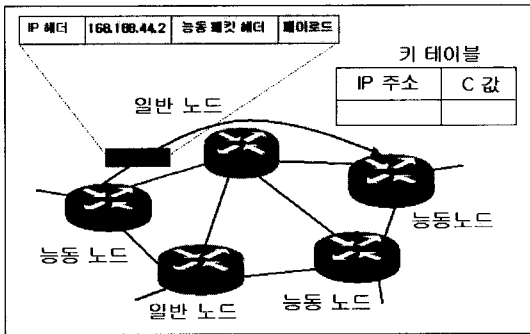 IP 헤더 168.188.44.2 능동 패킷 헤더 페이로드
키 테이블
IP 주소 C 값
일반 노드
능동노드
능동 노드
일반 노드
능동 노드